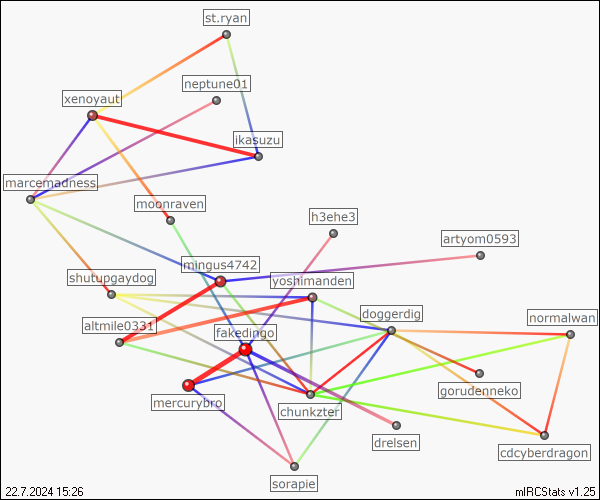 st.ryan
neptune01
xenoyaut
ikasuzu
marcemadness
moonraven
h3ehe3
artyom0593
mingus4742
shutupgaydog
yoshimanden
doggerdig
normalwan
altmile0331
fakedingo
gorudenneko
mercurybro
chunkzter
drelsen
cdcyberdragon
sorapie
22.7.2024 15:26
mIRCStats v1.25